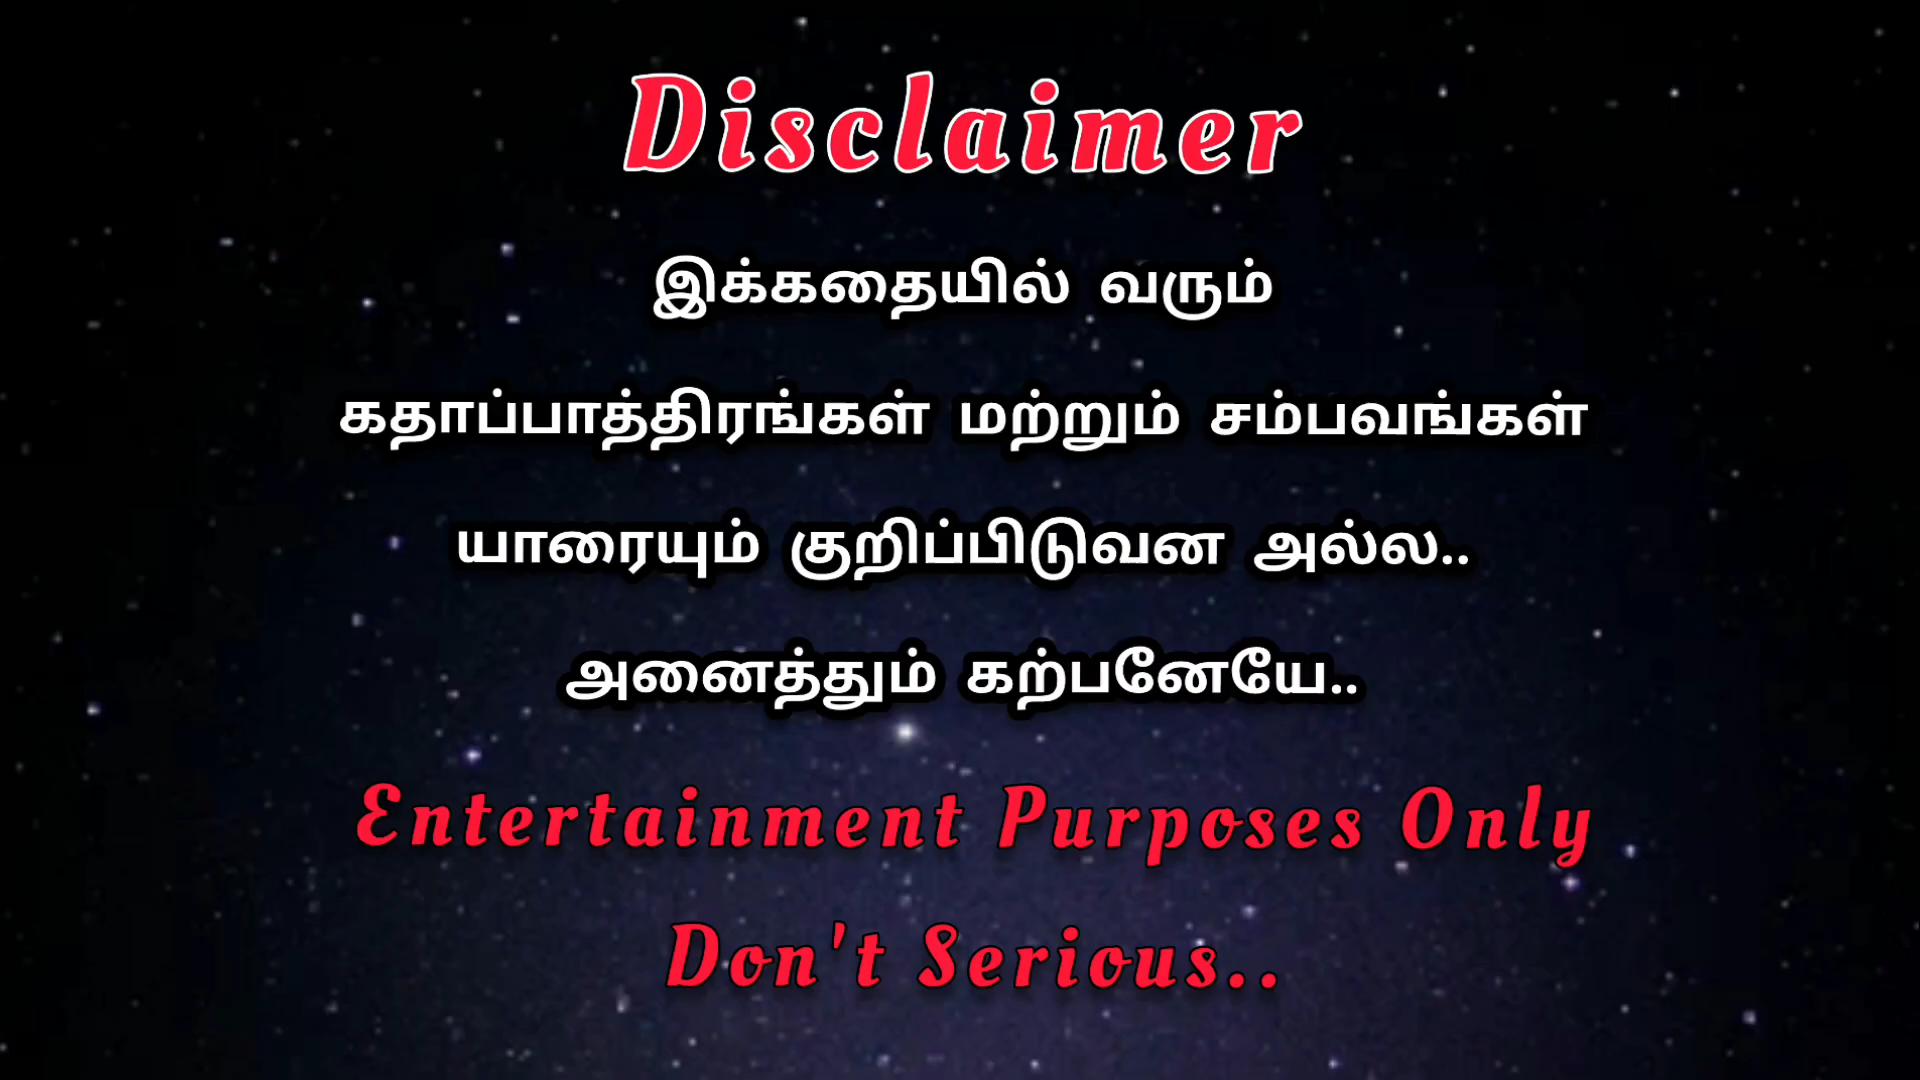 Disclaimer
இக்கதையில் வரும்
கதாப்பாத்திரங்கள் மற்றும் சம்பவங்கள்
யாரையும் குறிப்பிடுவன அல்ல..
அனைத்தும் கற்பனேயே..
Entertainment Purposes Only
Don't Serious..